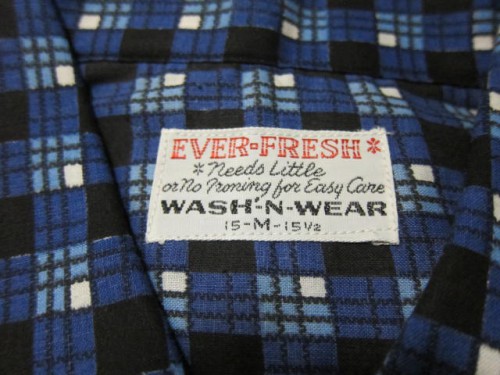 EVER-FRESH*
*Needs Little
or No Ironing for Easy Care
WASH-'N-WEAR
15-M-15½